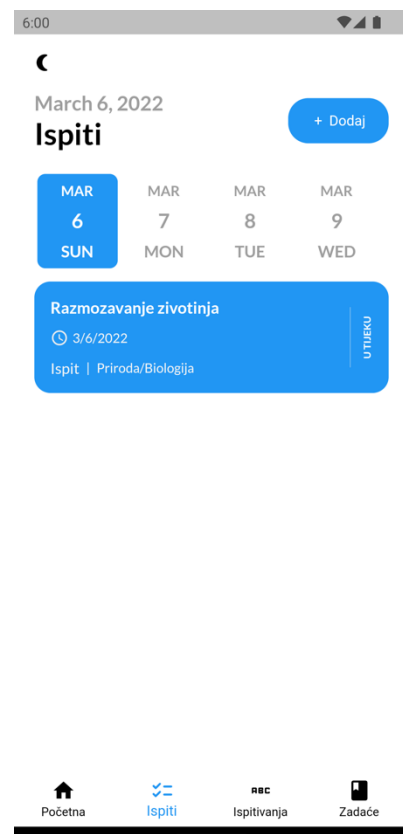 6:00
March 6, 2022
Ispiti
+ Dodaj
MAR MAR MAR MAR
6 7 8 9
SUN MON TUE WED
Razmozavanje zivotinja
3/6/2022
Ispit | Priroda/Biologija
U TIJEKU
ABC
Početna Ispiti Ispitivanja Zadaće